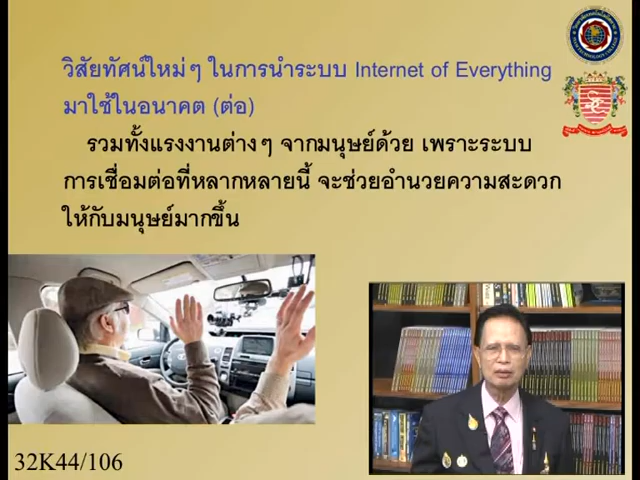 วิสัยทัศน์ใหม่ๆ ในการนำระบบ Internet of Everything
มาใช้ในอนาคต (ต่อ)
รวมทั้งแรงงานต่างๆ จากมนุษย์ด้วย เพราะระบบ
การเชื่อมต่อที่หลากหลายนี้ จะช่วยอำนวยความสะดวก
ให้กับมนุษย์มากขึ้น
32K44/106